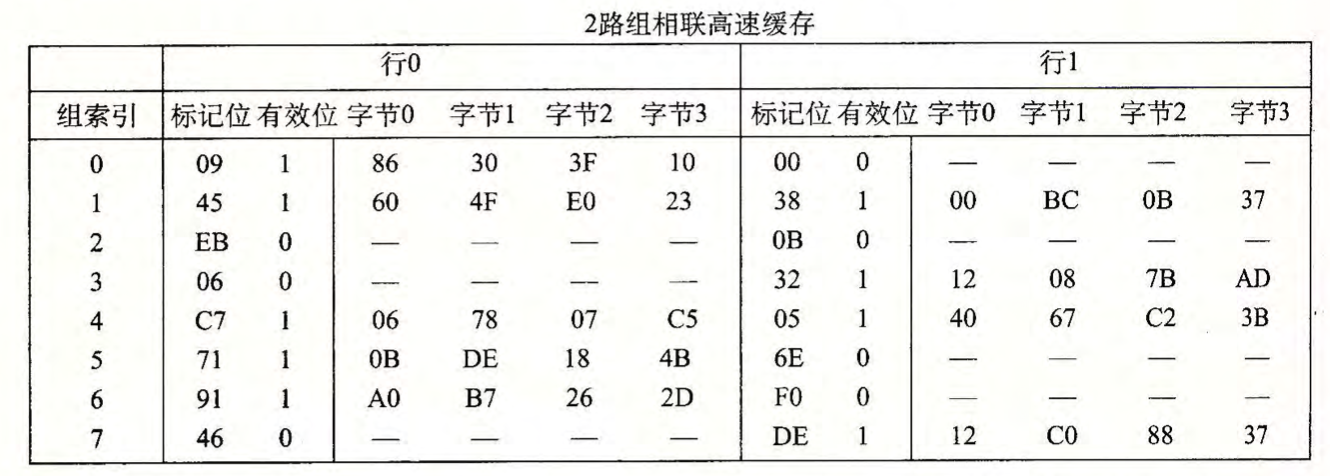 2路组相联高速缓存
行0 行1
组索引 标记位 有效位 字节0 字节1 字节2 字节3 标记位 有效位 字节0 字节1 字节2 字节3
0 09 1 86 30 3F 10 00 0 — — — —
1 45 1 60 4F E0 23 38 1 00 BC 0B 37
2 EB 0 — — — — 0B 0 — — — —
3 06 0 — — — — 32 1 12 08 7B AD
4 C7 1 06 78 07 C5 05 1 40 67 C2 3B
5 71 1 0B DE 18 4B 6E 0 — — — —
6 91 1 A0 B7 26 2D F0 0 — — — —
7 46 0 — — — — DE 1 12 C0 88 37